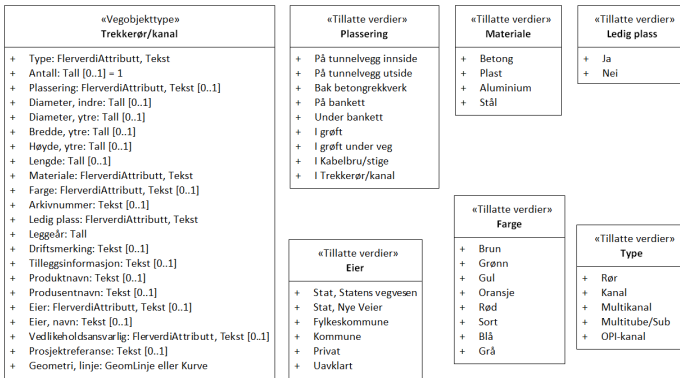 «Vegobjekttype»
Trekkerør/kanal
+ Type: FlerverdiAttributt, Tekst
+ Antall: Tall [0..1] = 1
+ Plassering: FlerverdiAttributt, Tekst [0..1]
+ Diameter, indre: Tall [0..1]
+ Diameter, ytre: Tall [0..1]
+ Bredde, ytre: Tall [0..1]
+ Høyde, ytre: Tall [0..1]
+ Lengde: Tall [0..1]
+ Materiale: FlerverdiAttributt, Tekst
+ Farge: FlerverdiAttributt, Tekst [0..1]
+ Arkivnummer: Tekst [0..1]
+ Ledig plass: FlerverdiAttributt, Tekst
+ Leggeår: Tall
+ Driftsmerking: Tekst [0..1]
+ Tilleggsinformasjon: Tekst [0..1]
+ Produktnavn: Tekst [0..1]
+ Produsentnavn: Tekst [0..1]
+ Eier: FlerverdiAttributt, Tekst [0..1]
+ Eier, navn: Tekst [0..1]
+ Vedlikeholdsansvarlig: FlerverdiAttributt, Tekst [0..1]
+ Prosjektreferanse: Tekst [0..1]
+ Geometri, linje: GeomLinje eller Kurve
«Tillatte verdier»
Plassering
+ På tunnelvegg innside
+ På tunnelvegg utside
+ Bak betongrekkverk
+ På bankett
+ Under bankett
+ I grøft
+ I grøft under veg
+ I Kabelbru/stige
+ I Trekkerør/kanal
«Tillatte verdier»
Materiale
+ Betong
+ Plast
+ Aluminium
+ Stål
«Tillatte verdier»
Ledig plass
+ Ja
+ Nei
«Tillatte verdier»
Eier
+ Stat, Statens vegvesen
+ Stat, Nye Veier
+ Fylkeskommune
+ Kommune
+ Privat
+ Uavklart
«Tillatte verdier»
Farge
+ Brun
+ Grønn
+ Gul
+ Oransje
+ Rød
+ Sort
+ Blå
+ Grå
«Tillatte verdier»
Type
+ Rør
+ Kanal
+ Multikanal
+ Multitube/Sub
+ OPI-kanal